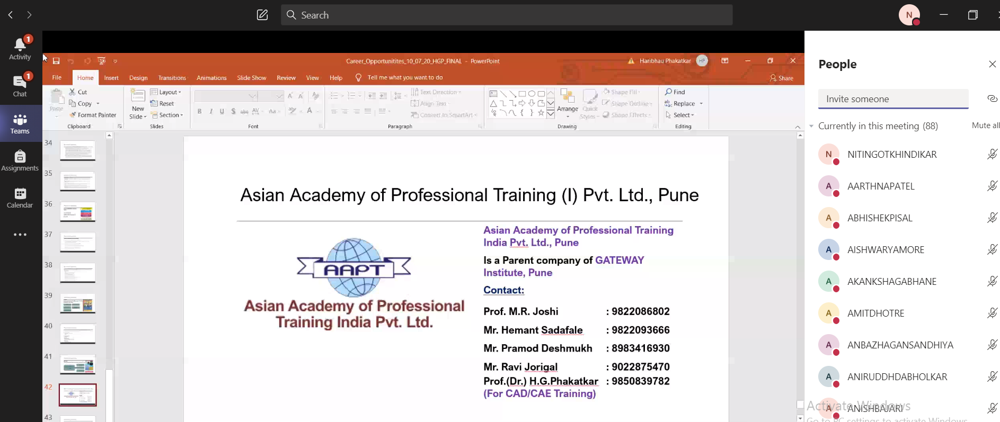 Search
N
1
Activity
1
Chat
Teams
Assignments
Calendar
Career_Opportunitites_10_07_20_HGP_FINAL - PowerPoint
Haribhau Phakatkar
HP
File
Home
Insert
Design
Transitions
Animations
Slide Show
Review
View
Help
Tell me what you want to do
Share
Paste
Cut
Copy
Format Painter
Clipboard
New
Slide
Layout
Reset
Section
Slides
B I U S abc AV Aa A
Font
Text Direction
Align Text
Convert to SmartArt
Paragraph
Arrange
Quick
Styles
Shape Fill
Shape Outline
Shape Effects
Drawing
Find
Replace
Select
Editing
34
35
36
37
38
39
40
41
42
43
Asian Academy of Professional Training (I) Pvt. Ltd., Pune
AAPT
Asian Academy of Professional
Training India Pvt. Ltd.
Asian Academy of Professional Training
India Pvt. Ltd., Pune
Is a Parent company of GATEWAY
Institute, Pune
Contact:
Prof. M.R. Joshi : 9822086802
Mr. Hemant Sadafale : 9822093666
Mr. Pramod Deshmukh : 8983416930
Mr. Ravi Jorigal : 9022875470
Prof.(Dr.) H.G.Phakatkar : 9850839782
(For CAD/CAE Training)
People
Invite someone
Currently in this meeting (88)
Mute all
N NITINGOTKHINDIKAR
A AARTHNAPATEL
A ABHISHEKPISAL
A AISHWARYAMORE
A AKANKSHAGABHANE
A AMITDHOTRE
A ANBAZHAGANSANDHIYA
A ANIRUDDHDABHOLKAR
A ANISHBAJARI
Activate Windows
Go to PC settings to activate Windows.